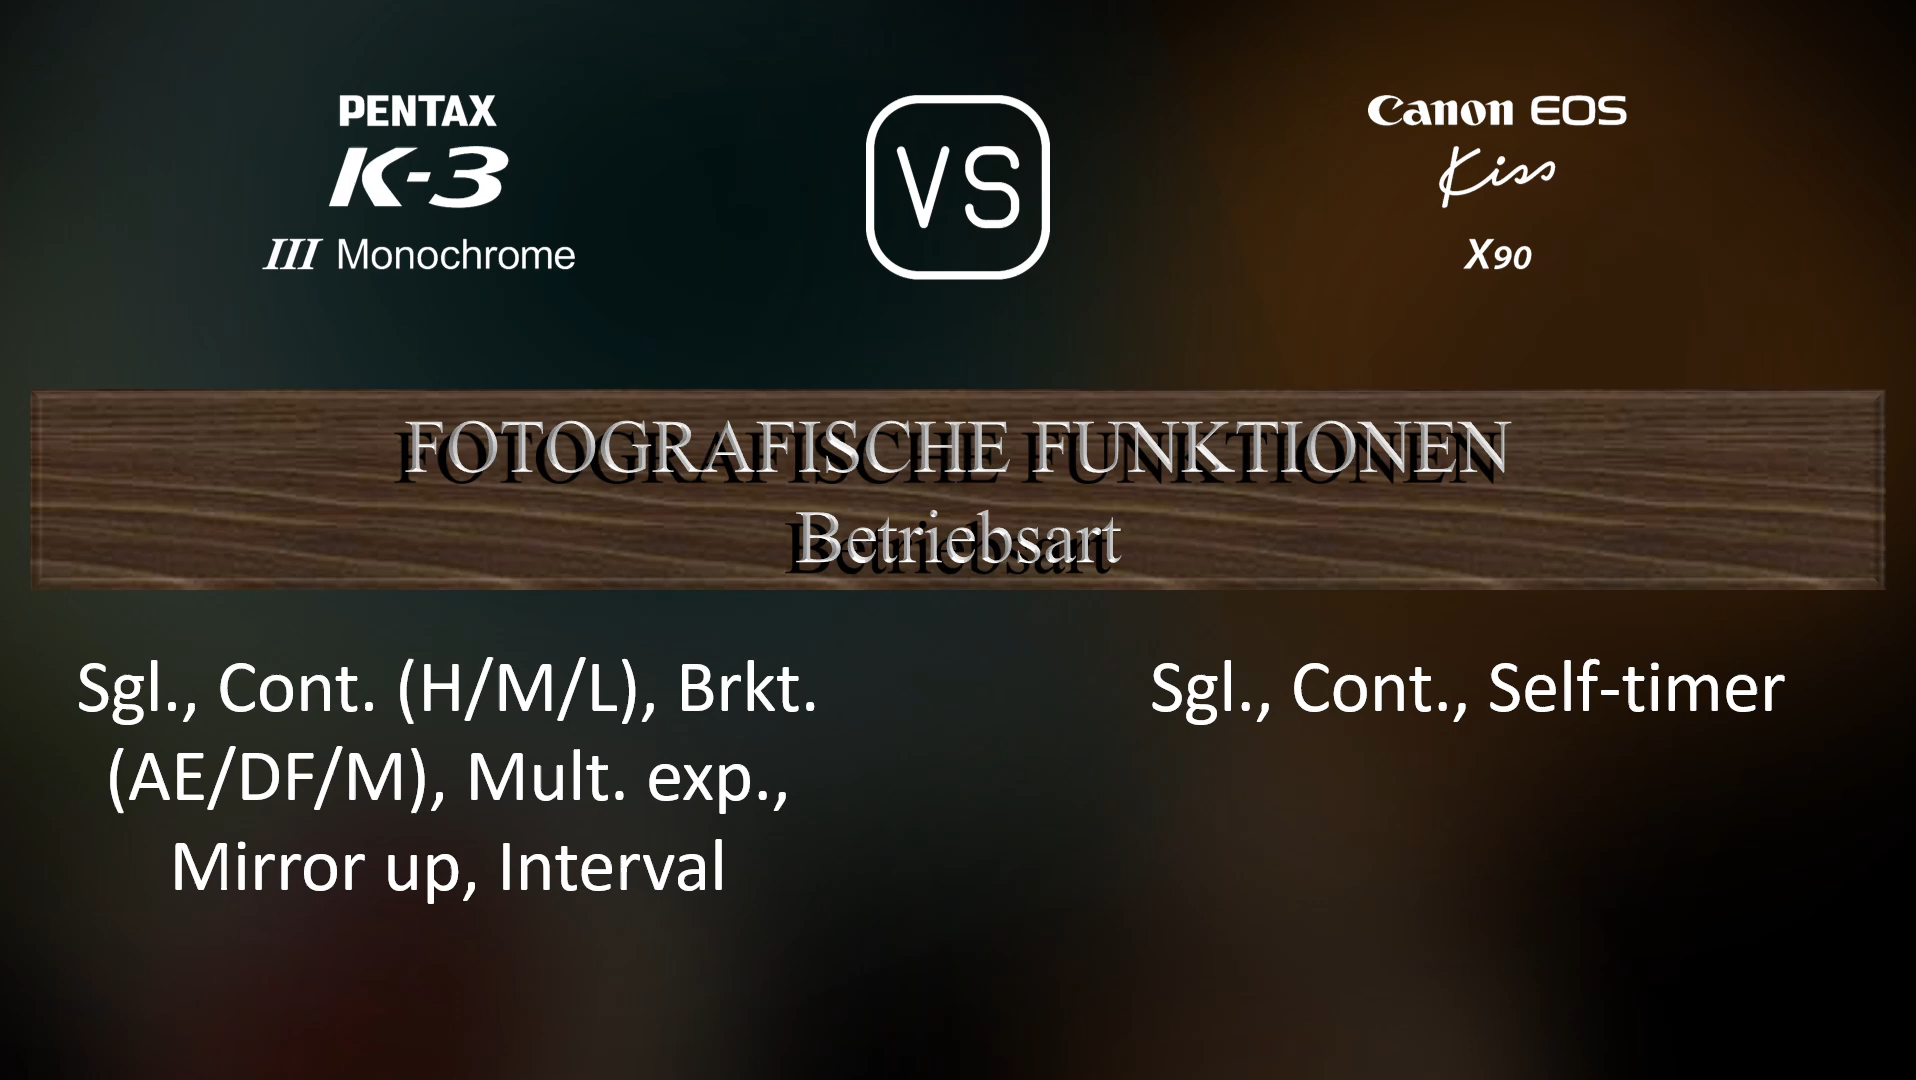 PENTAX
K-3
III Monochrome
VS
Canon EOS
Kiss
X90
FOTOGRAFISCHE FUNKTIONEN
Betriebsart
Sgl., Cont. (H/M/L), Brkt.
(AE/DF/M), Mult. exp.,
Mirror up, Interval
Sgl., Cont., Self-timer